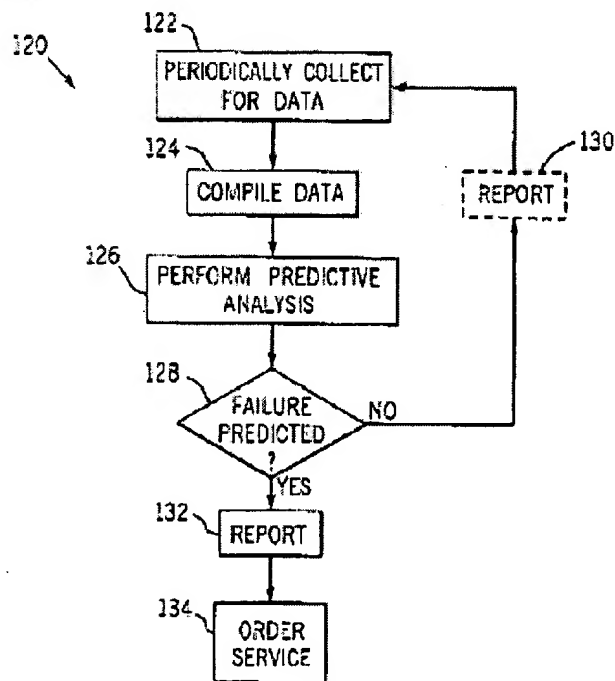 120
122
PERIODICALLY COLLECT
FOR DATA
124
COMPILE DATA
130
REPORT
126
PERFORM PREDICTIVE
ANALYSIS
128
FAILURE
PREDICTED
?
NO
YES
132
REPORT
134
ORDER
SERVICE